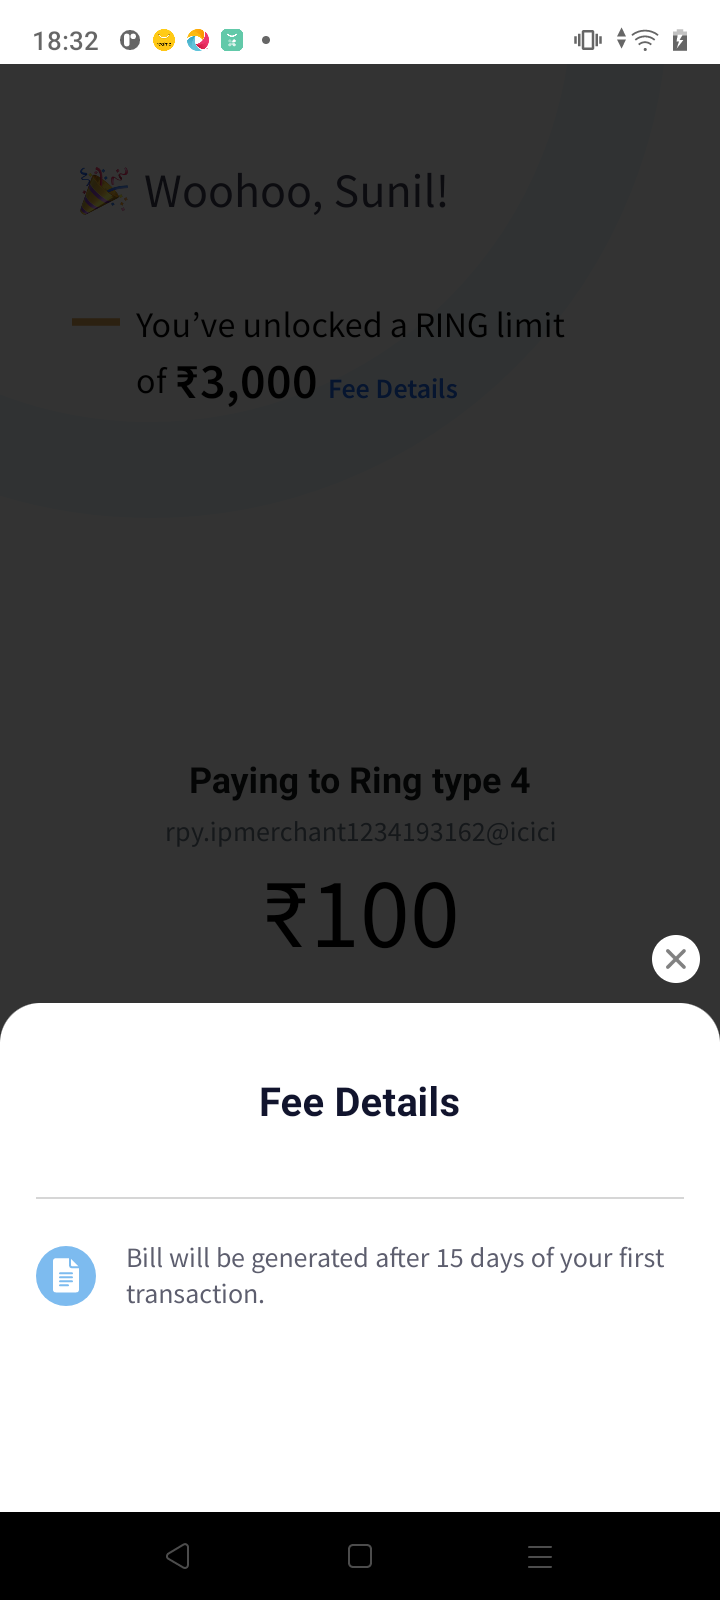 18:32
Woohoo, Sunil!
You’ve unlocked a RING limit
of ₹3,000 Fee Details
Paying to Ring type 4
rpy.ipmerchant1234193162@icici
₹100
Fee Details
Bill will be generated after 15 days of your first
transaction.